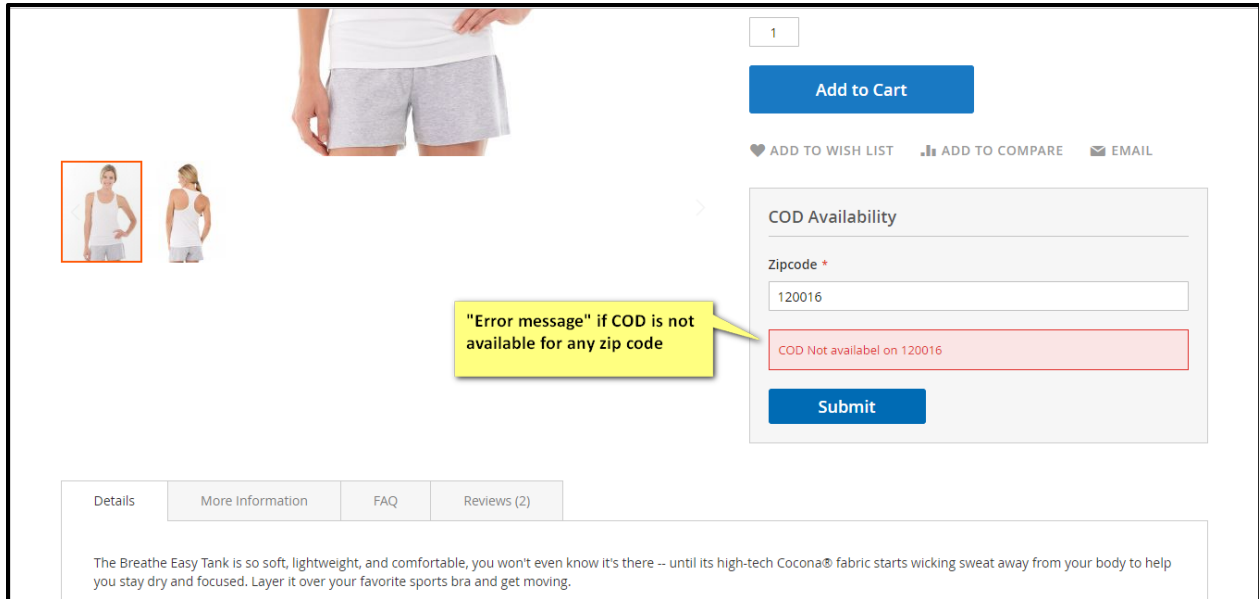 1
Add to Cart
ADD TO WISH LIST
ADD TO COMPARE
EMAIL
COD Availability
Zipcode *
120016
"Error message" if COD is not
available for any zip code
COD Not availabel on 120016
Submit
Details
More Information
FAQ
Reviews (2)
The Breathe Easy Tank is so soft, lightweight, and comfortable, you won't even know it's there -- until its high-tech Cocona® fabric starts wicking sweat away from your body to help
you stay dry and focused. Layer it over your favorite sports bra and get moving.